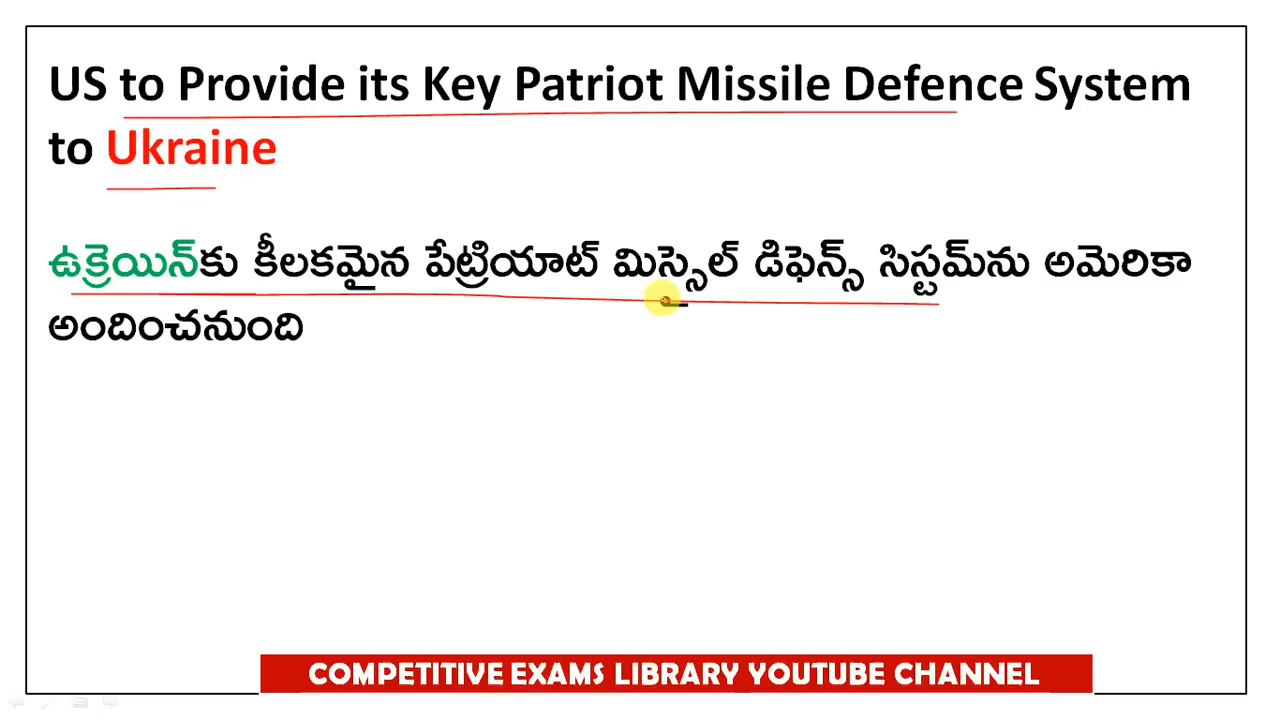 US to Provide its Key Patriot Missile Defence System
to Ukraine
ఉక్రెయిన్‌కు కీలకమైన పేట్రియాట్ మిస్సైల్ డిఫెన్స్ సిస్టమ్‌ను అమెరికా
అందించనుంది
COMPETITIVE EXAMS LIBRARY YOUTUBE CHANNEL